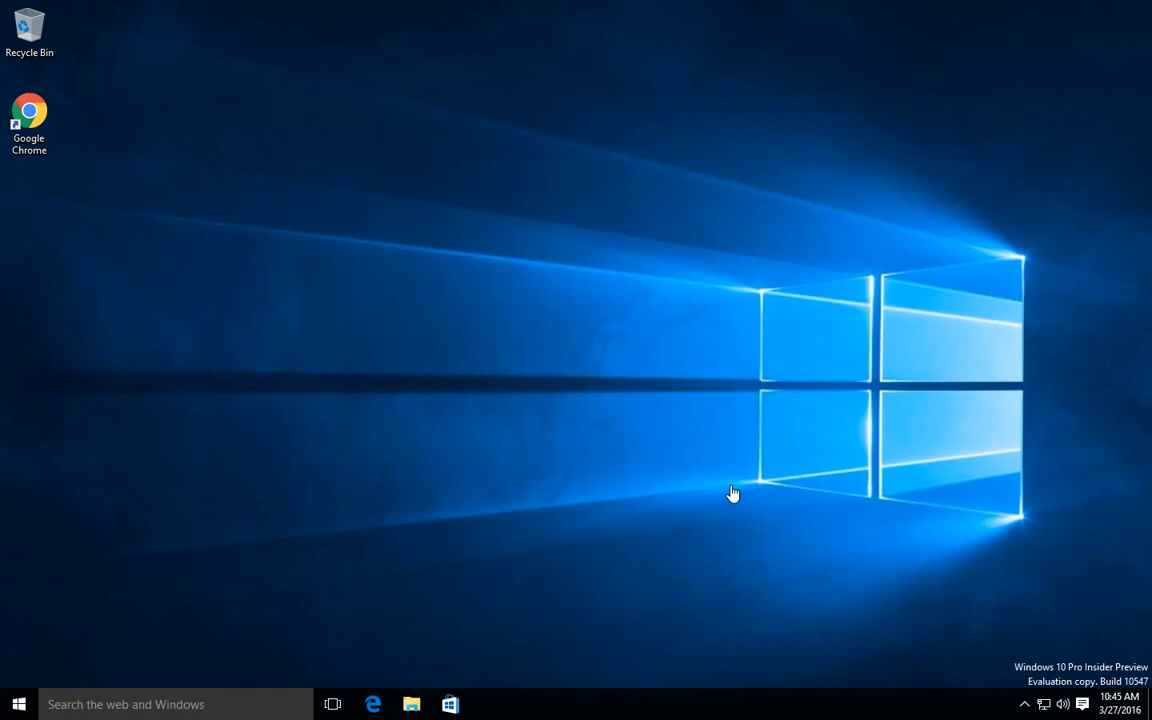 Recycle Bin
Google
Chrome
Windows 10 Pro Insider Preview
Evaluation copy. Build 10547
Search the web and Windows
10:45 AM
3/27/2016